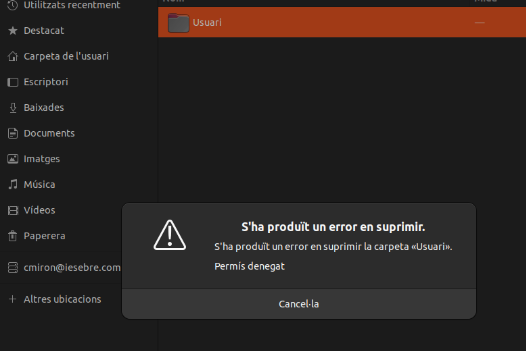 Utilitzats recentment
Usuari
—
Destacat
Carpeta de l'usuari
Escriptori
Baixades
Documents
Imatges
Música
Vídeos
Paperera
cmiron@iesebre.com
Altres ubicacions
S'ha produït un error en suprimir.
S'ha produït un error en suprimir la carpeta «Usuari».
Permís denegat
Cancel·la